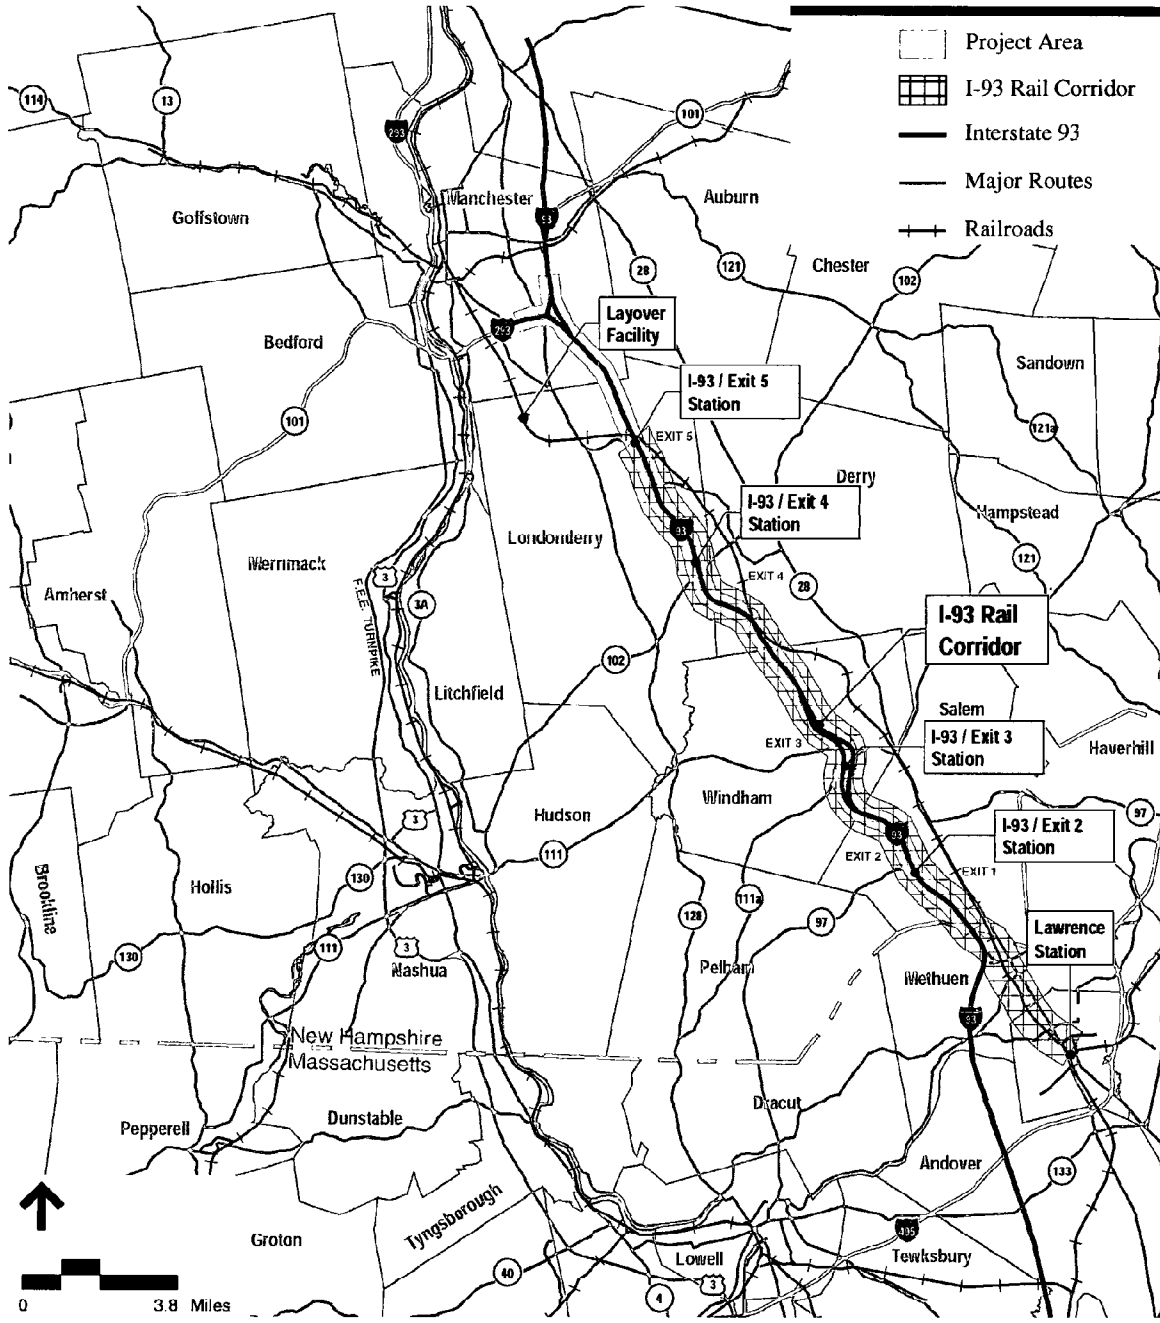 Project Area
I-93 Rail Corridor
Interstate 93
Major Routes
Railroads
114
13
293
101
Manchester
93
Auburn
Goffstown
28
121
Chester
102
293
Layover
Facility
Bedford
Sandown
I-93 / Exit 5
Station
101
EXIT 5
121a
Derry
I-93 / Exit 4
Station
Hampstead
93
Londonderry
121
Merrimack
3
EXIT 4
28
Amherst
3A
F.E.E. TURNPIKE
I-93 Rail
Corridor
102
Litchfield
Salem
EXIT 3
I-93 / Exit 3
Station
Haverhill
Windham
97
Hudson
3
I-93 / Exit 2
Station
93
111
EXIT 2
EXIT 1
130
Hollis
Brookline
111a
128
97
Lawrence
Station
111
3
130
Nashua
Pelham
Methuen
93
New Hampshire
Massachusetts
Dracut
Pepperell
Dunstable
Andover
133
Tyngsborough
495
Groton
Lowell
Tewksbury
40
3
4
0 3.8 Miles